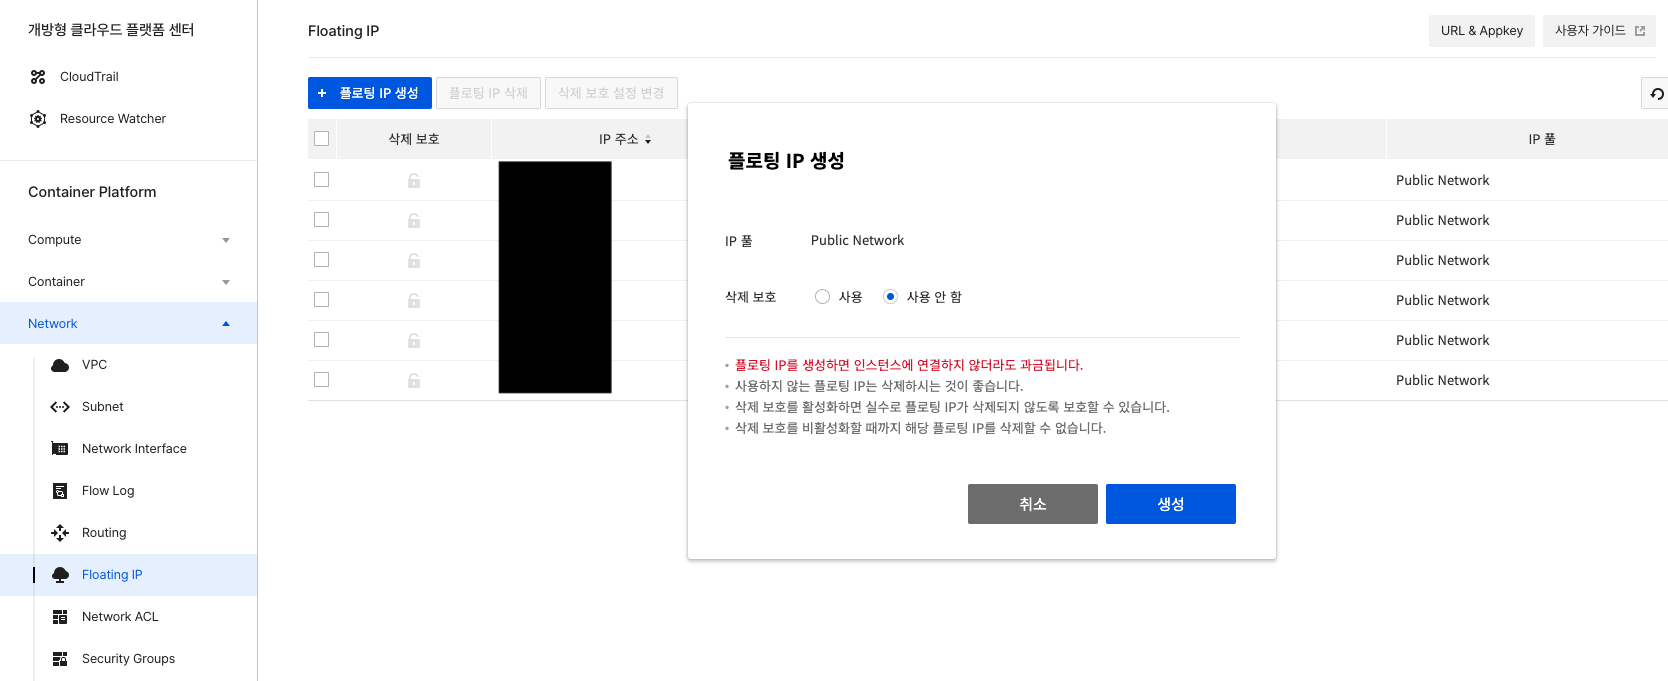 개방형 클라우드 플랫폼 센터
CloudTrail
Resource Watcher
Container Platform
Compute
Container
Network
VPC
Subnet
Network Interface
Flow Log
Routing
Floating IP
Network ACL
Security Groups
Floating IP
URL & Appkey
사용자 가이드
+ 플로팅 IP 생성
플로팅 IP 삭제
삭제 보호 설정 변경
삭제 보호
IP 주소
IP 풀
Public Network
Public Network
Public Network
Public Network
Public Network
Public Network
플로팅 IP 생성
IP 풀 Public Network
삭제 보호 사용 사용 안 함
• 플로팅 IP를 생성하면 인스턴스에 연결하지 않더라도 과금됩니다.
• 사용하지 않는 플로팅 IP는 삭제하시는 것이 좋습니다.
• 삭제 보호를 활성화하면 실수로 플로팅 IP가 삭제되지 않도록 보호할 수 있습니다.
• 삭제 보호를 비활성화할 때까지 해당 플로팅 IP를 삭제할 수 없습니다.
취소
생성